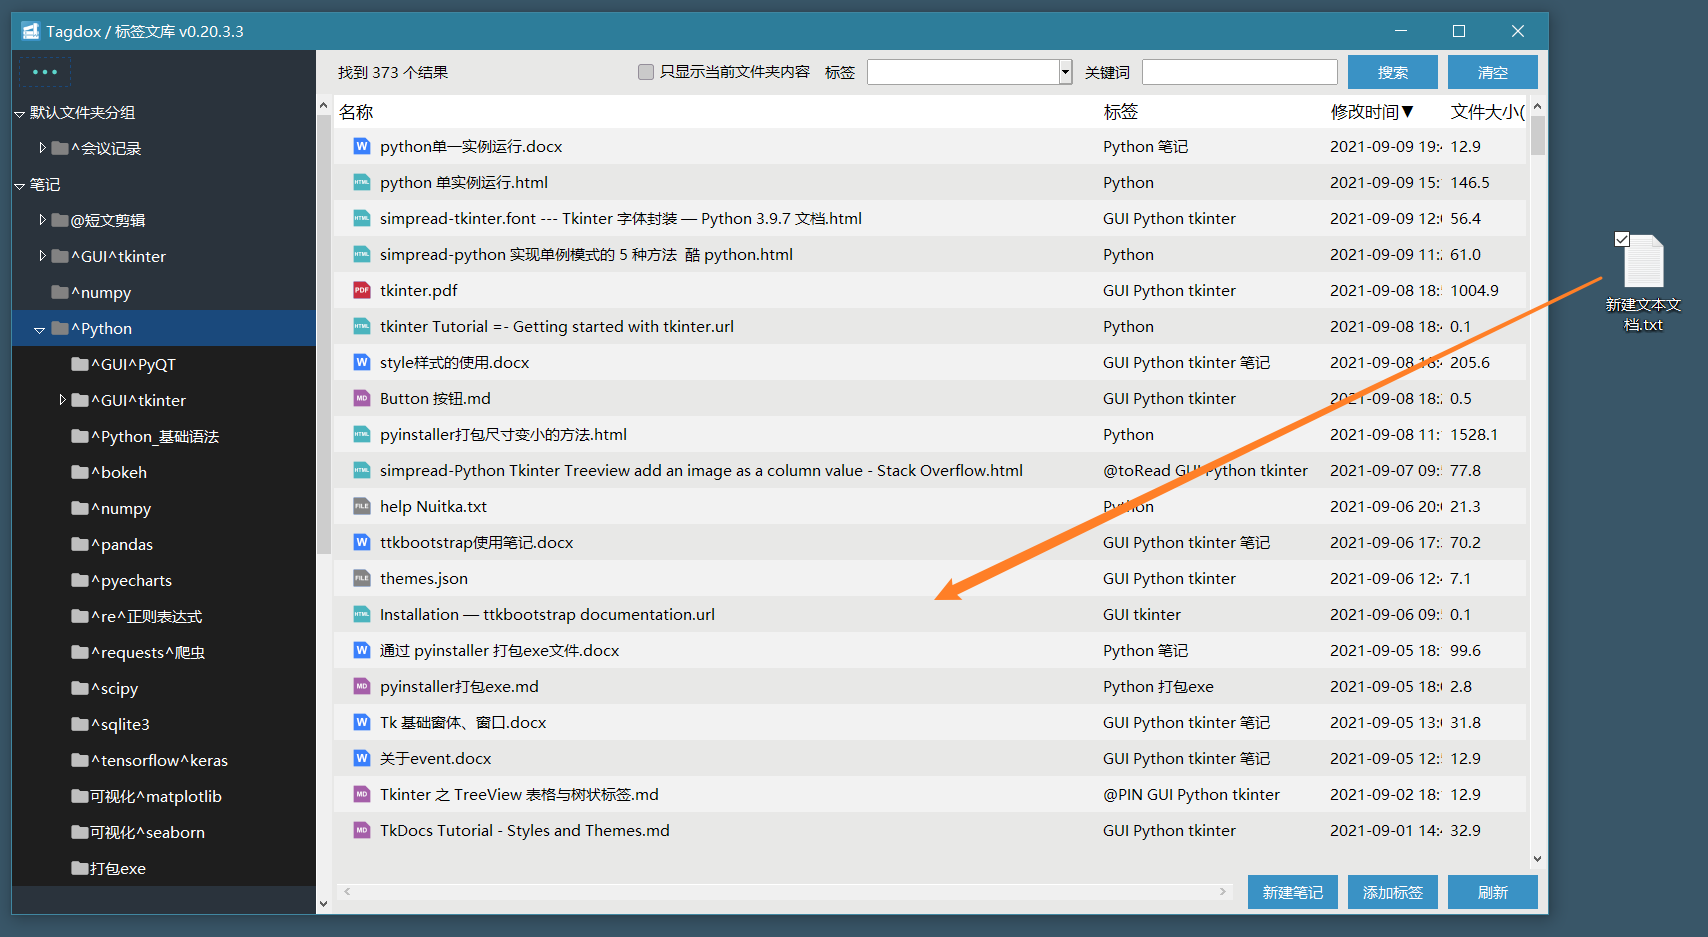 Tagdox / 标签文库 v0.20.3.3
找到 373 个结果
只显示当前文件夹内容
标签
关键词
搜索
清空
默认文件夹分组
^会议记录
笔记
@短文剪辑
^GUI^tkinter
^numpy
^Python
^GUI^PyQT
^GUI^tkinter
^Python_基础语法
^bokeh
^numpy
^pandas
^pyecharts
^re^正则表达式
^requests^爬虫
^scipy
^sqlite3
^tensorflow^keras
可视化^matplotlib
可视化^seaborn
打包exe
名称 标签 修改时间▼ 文件大小(
W python单一实例运行.docx Python 笔记 2021-09-09 19: 12.9
HTML python 单实例运行.html Python 2021-09-09 15: 146.5
HTML simpread-tkinter.font --- Tkinter 字体封装 — Python 3.9.7 文档.html GUI Python tkinter 2021-09-09 12: 56.4
HTML simpread-python 实现单例模式的 5 种方法 酷 python.html Python 2021-09-09 11: 61.0
PDF tkinter.pdf GUI Python tkinter 2021-09-08 18: 1004.9
HTML tkinter Tutorial =- Getting started with tkinter.url Python 2021-09-08 18: 0.1
W style样式的使用.docx GUI Python tkinter 笔记 2021-09-08 18: 205.6
MD Button 按钮.md GUI Python tkinter 2021-09-08 18: 0.5
HTML pyinstaller打包尺寸变小的方法.html Python 2021-09-08 11: 1528.1
HTML simpread-Python Tkinter Treeview add an image as a column value - Stack Overflow.html @toRead GUI Python tkinter 2021-09-07 09: 77.8
FILE help Nuitka.txt Python 2021-09-06 20: 21.3
W ttkbootstrap使用笔记.docx GUI Python tkinter 笔记 2021-09-06 17: 70.2
FILE themes.json GUI Python tkinter 2021-09-06 12: 7.1
HTML Installation — ttkbootstrap documentation.url GUI tkinter 2021-09-06 09: 0.1
W 通过 pyinstaller 打包exe文件.docx Python 笔记 2021-09-05 18: 99.6
MD pyinstaller打包exe.md Python 打包exe 2021-09-05 18: 2.8
W Tk 基础窗体、窗口.docx GUI Python tkinter 笔记 2021-09-05 13: 31.8
W 关于event.docx GUI Python tkinter 笔记 2021-09-05 12: 12.9
MD Tkinter 之 TreeView 表格与树状标签.md @PIN GUI Python tkinter 2021-09-02 18: 12.9
MD TkDocs Tutorial - Styles and Themes.md GUI Python tkinter 2021-09-01 14: 32.9
新建笔记
添加标签
刷新
新建文本文
档.txt